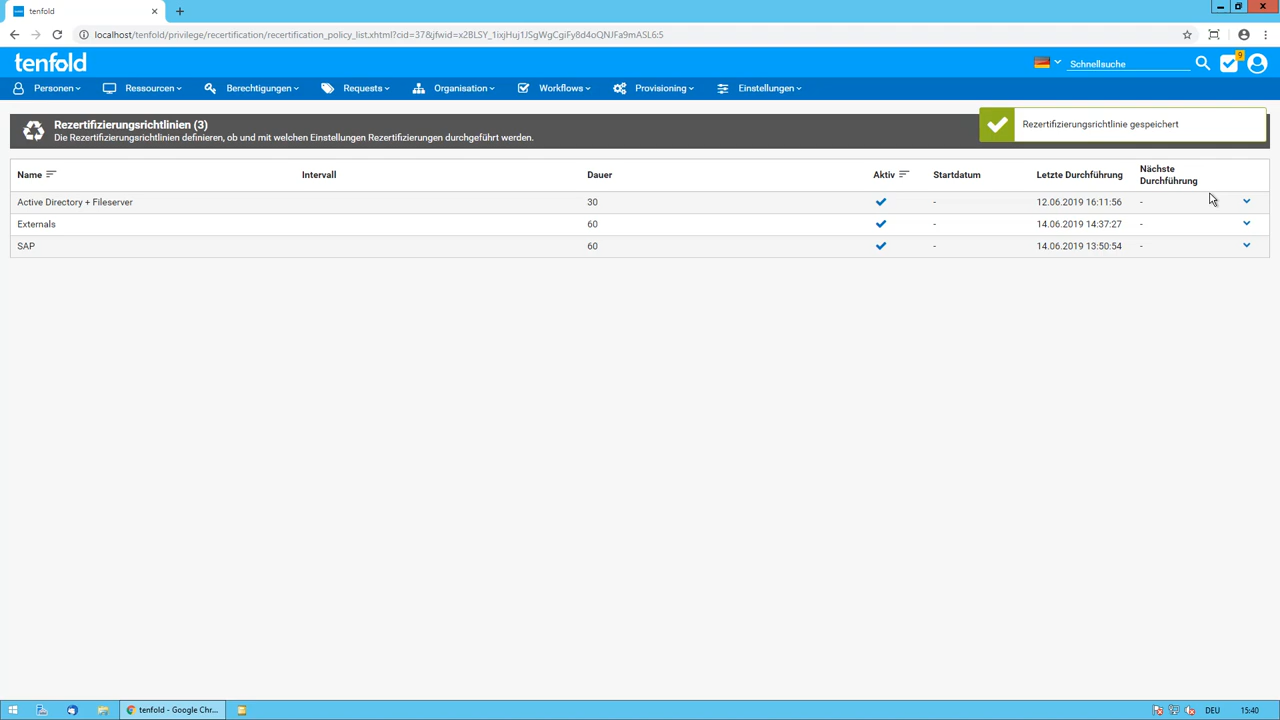 tenfold
localhost/tenfold/privilege/recertification/recertification_policy_list.xhtml?cid=37&jfwid=x2BLSY_1ixjHuj1JSgWgCgiFy8d4oQNJFa9mASL6:5
tenfold
Schnellsuche
9
Personen
Ressourcen
Berechtigungen
Requests
Organisation
Workflows
Provisioning
Einstellungen
Rezertifizierungsrichtlinien (3)
Die Rezertifizierungsrichtlinien definieren, ob und mit welchen Einstellungen Rezertifizierungen durchgeführt werden.
Rezertifizierungsrichtlinie gespeichert
Name Intervall Dauer Aktiv Startdatum Letzte Durchführung Nächste Durchführung
Active Directory + Fileserver 30 - 12.06.2019 16:11:56 -
Externals 60 - 14.06.2019 14:37:27 -
SAP 60 - 14.06.2019 13:50:54 -
tenfold - Google Chr...
DEU
15:40